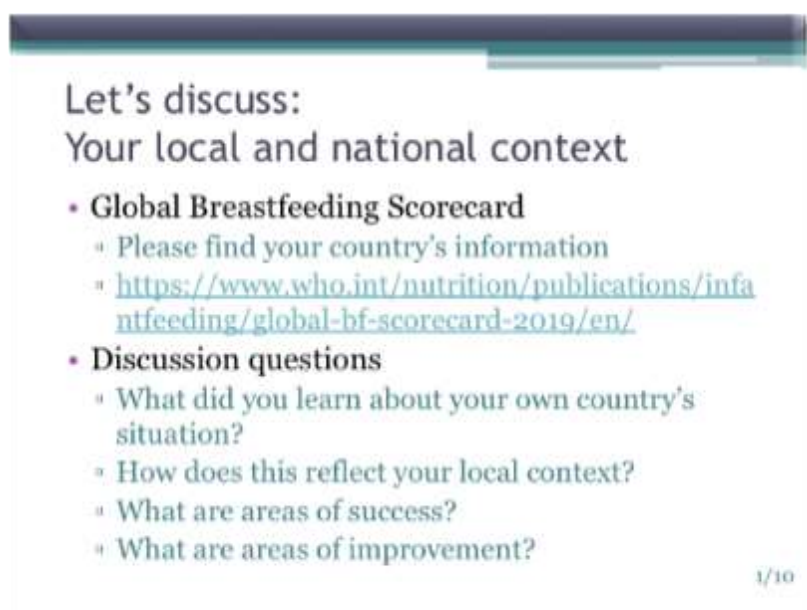 Let's discuss:
Your local and national context
• Global Breastfeeding Scorecard
▫ Please find your country's information
▫ https://www.who.int/nutrition/publications/infa
ntfeeding/global-bf-scorecard-2019/en/
• Discussion questions
▫ What did you learn about your own country's
situation?
▫ How does this reflect your local context?
▫ What are areas of success?
▫ What are areas of improvement?
1/10